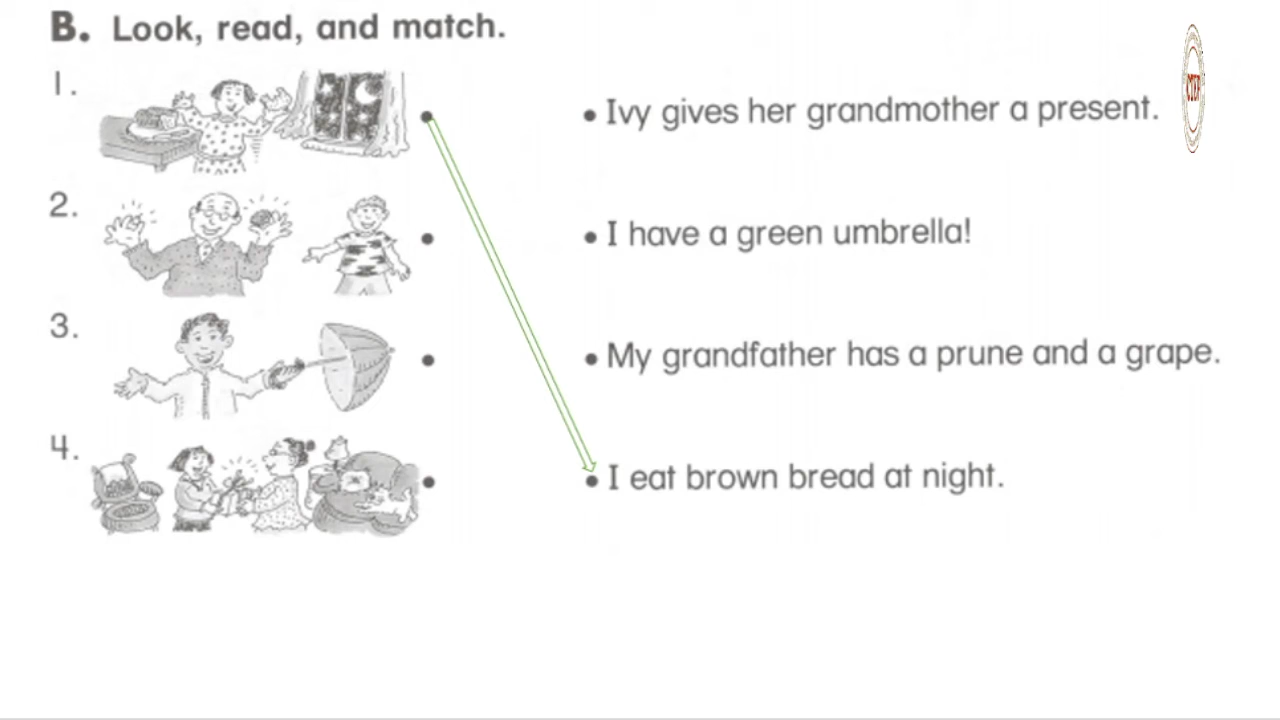 B. Look, read, and match.
1.
• Ivy gives her grandmother a present.
2.
• I have a green umbrella!
3.
• My grandfather has a prune and a grape.
4.
• I eat brown bread at night.